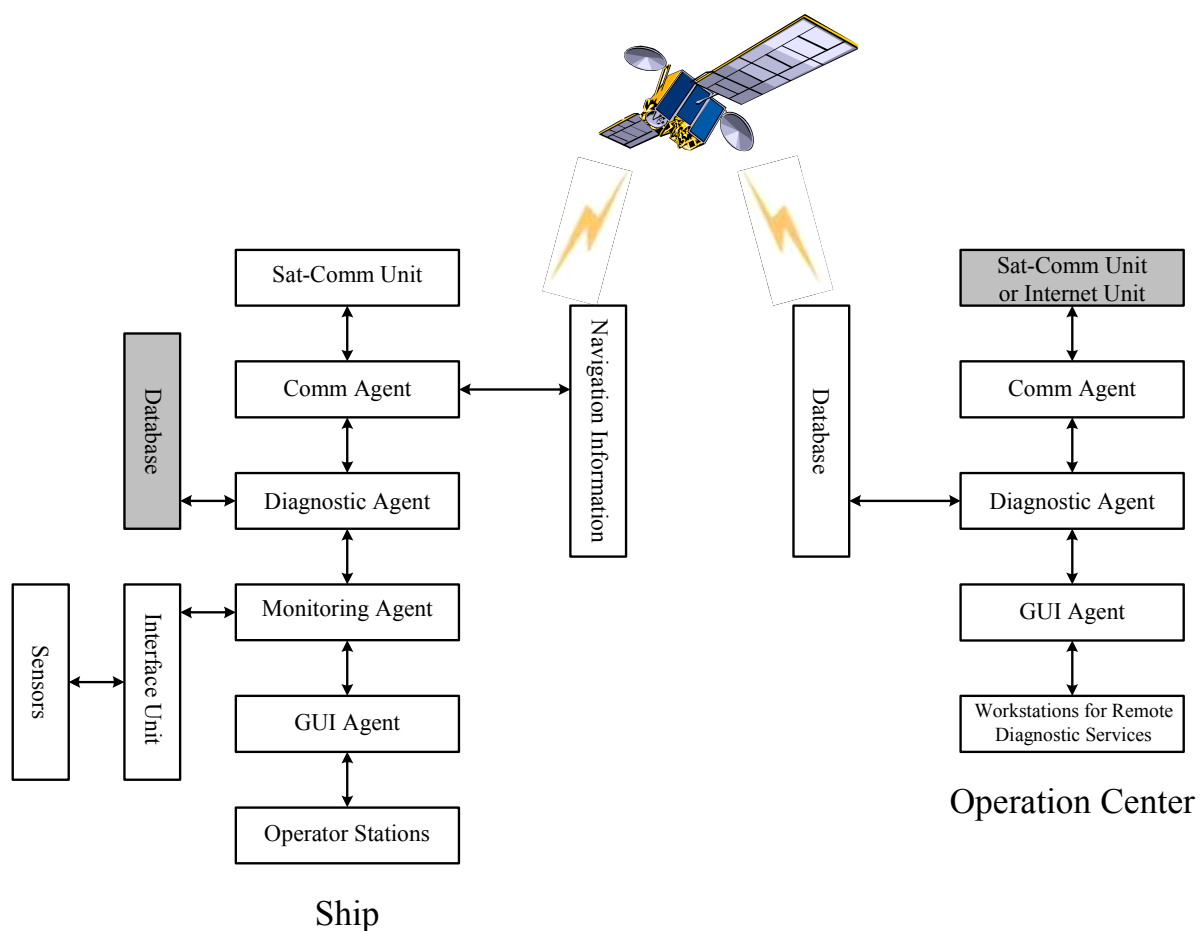 Sat-Comm Unit
Comm Agent
Database
Diagnostic Agent
Monitoring Agent
Sensors
Interface Unit
GUI Agent
Operator Stations
Ship
Navigation Information
Database
Sat-Comm Unit
or Internet Unit
Comm Agent
Diagnostic Agent
GUI Agent
Workstations for Remote
Diagnostic Services
Operation Center